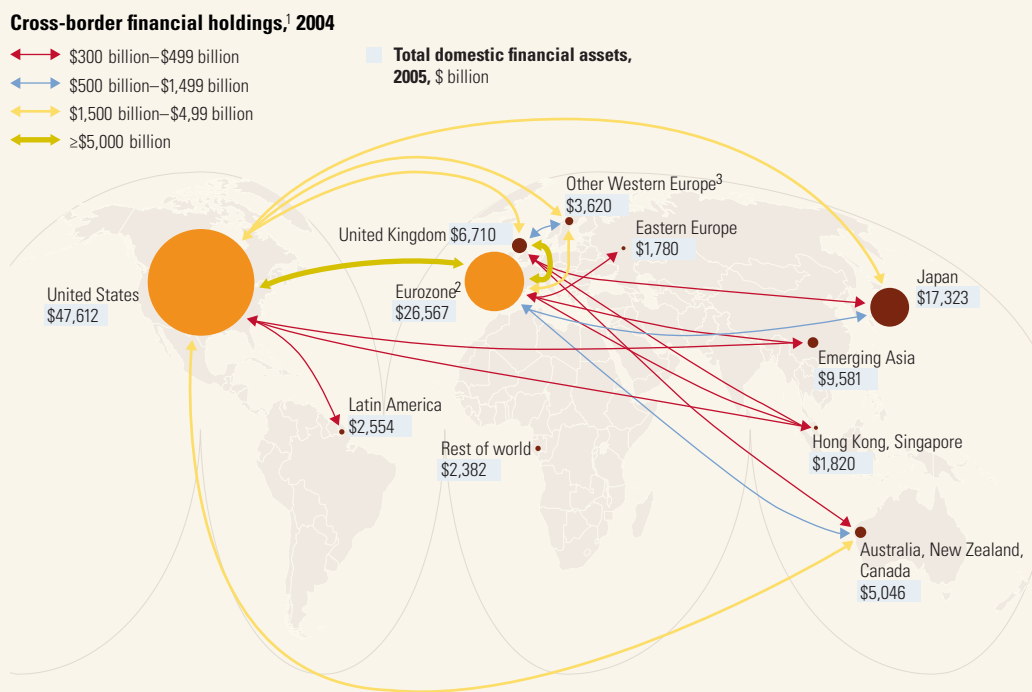 Cross-border financial holdings,1 2004
$300 billion–$499 billion
$500 billion–$1,499 billion
$1,500 billion–$4,99 billion
≥$5,000 billion
Total domestic financial assets,
2005, $ billion
Other Western Europe3
$3,620
United Kingdom $6,710
Eastern Europe
$1,780
United States
$47,612
Eurozone2
$26,567
Japan
$17,323
Emerging Asia
$9,581
Latin America
$2,554
Rest of world
$2,382
Hong Kong, Singapore
$1,820
Australia, New Zealand,
Canada
$5,046